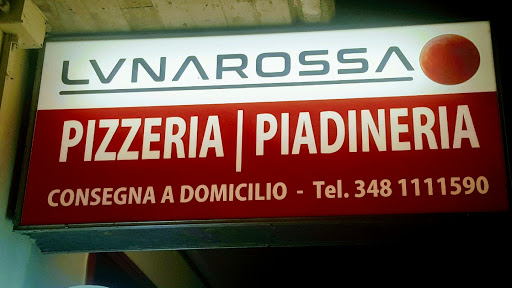 LVNAROSSA
PIZZERIA | PIADINERIA
CONSEGNA A DOMICILIO - Tel. 348 1111590